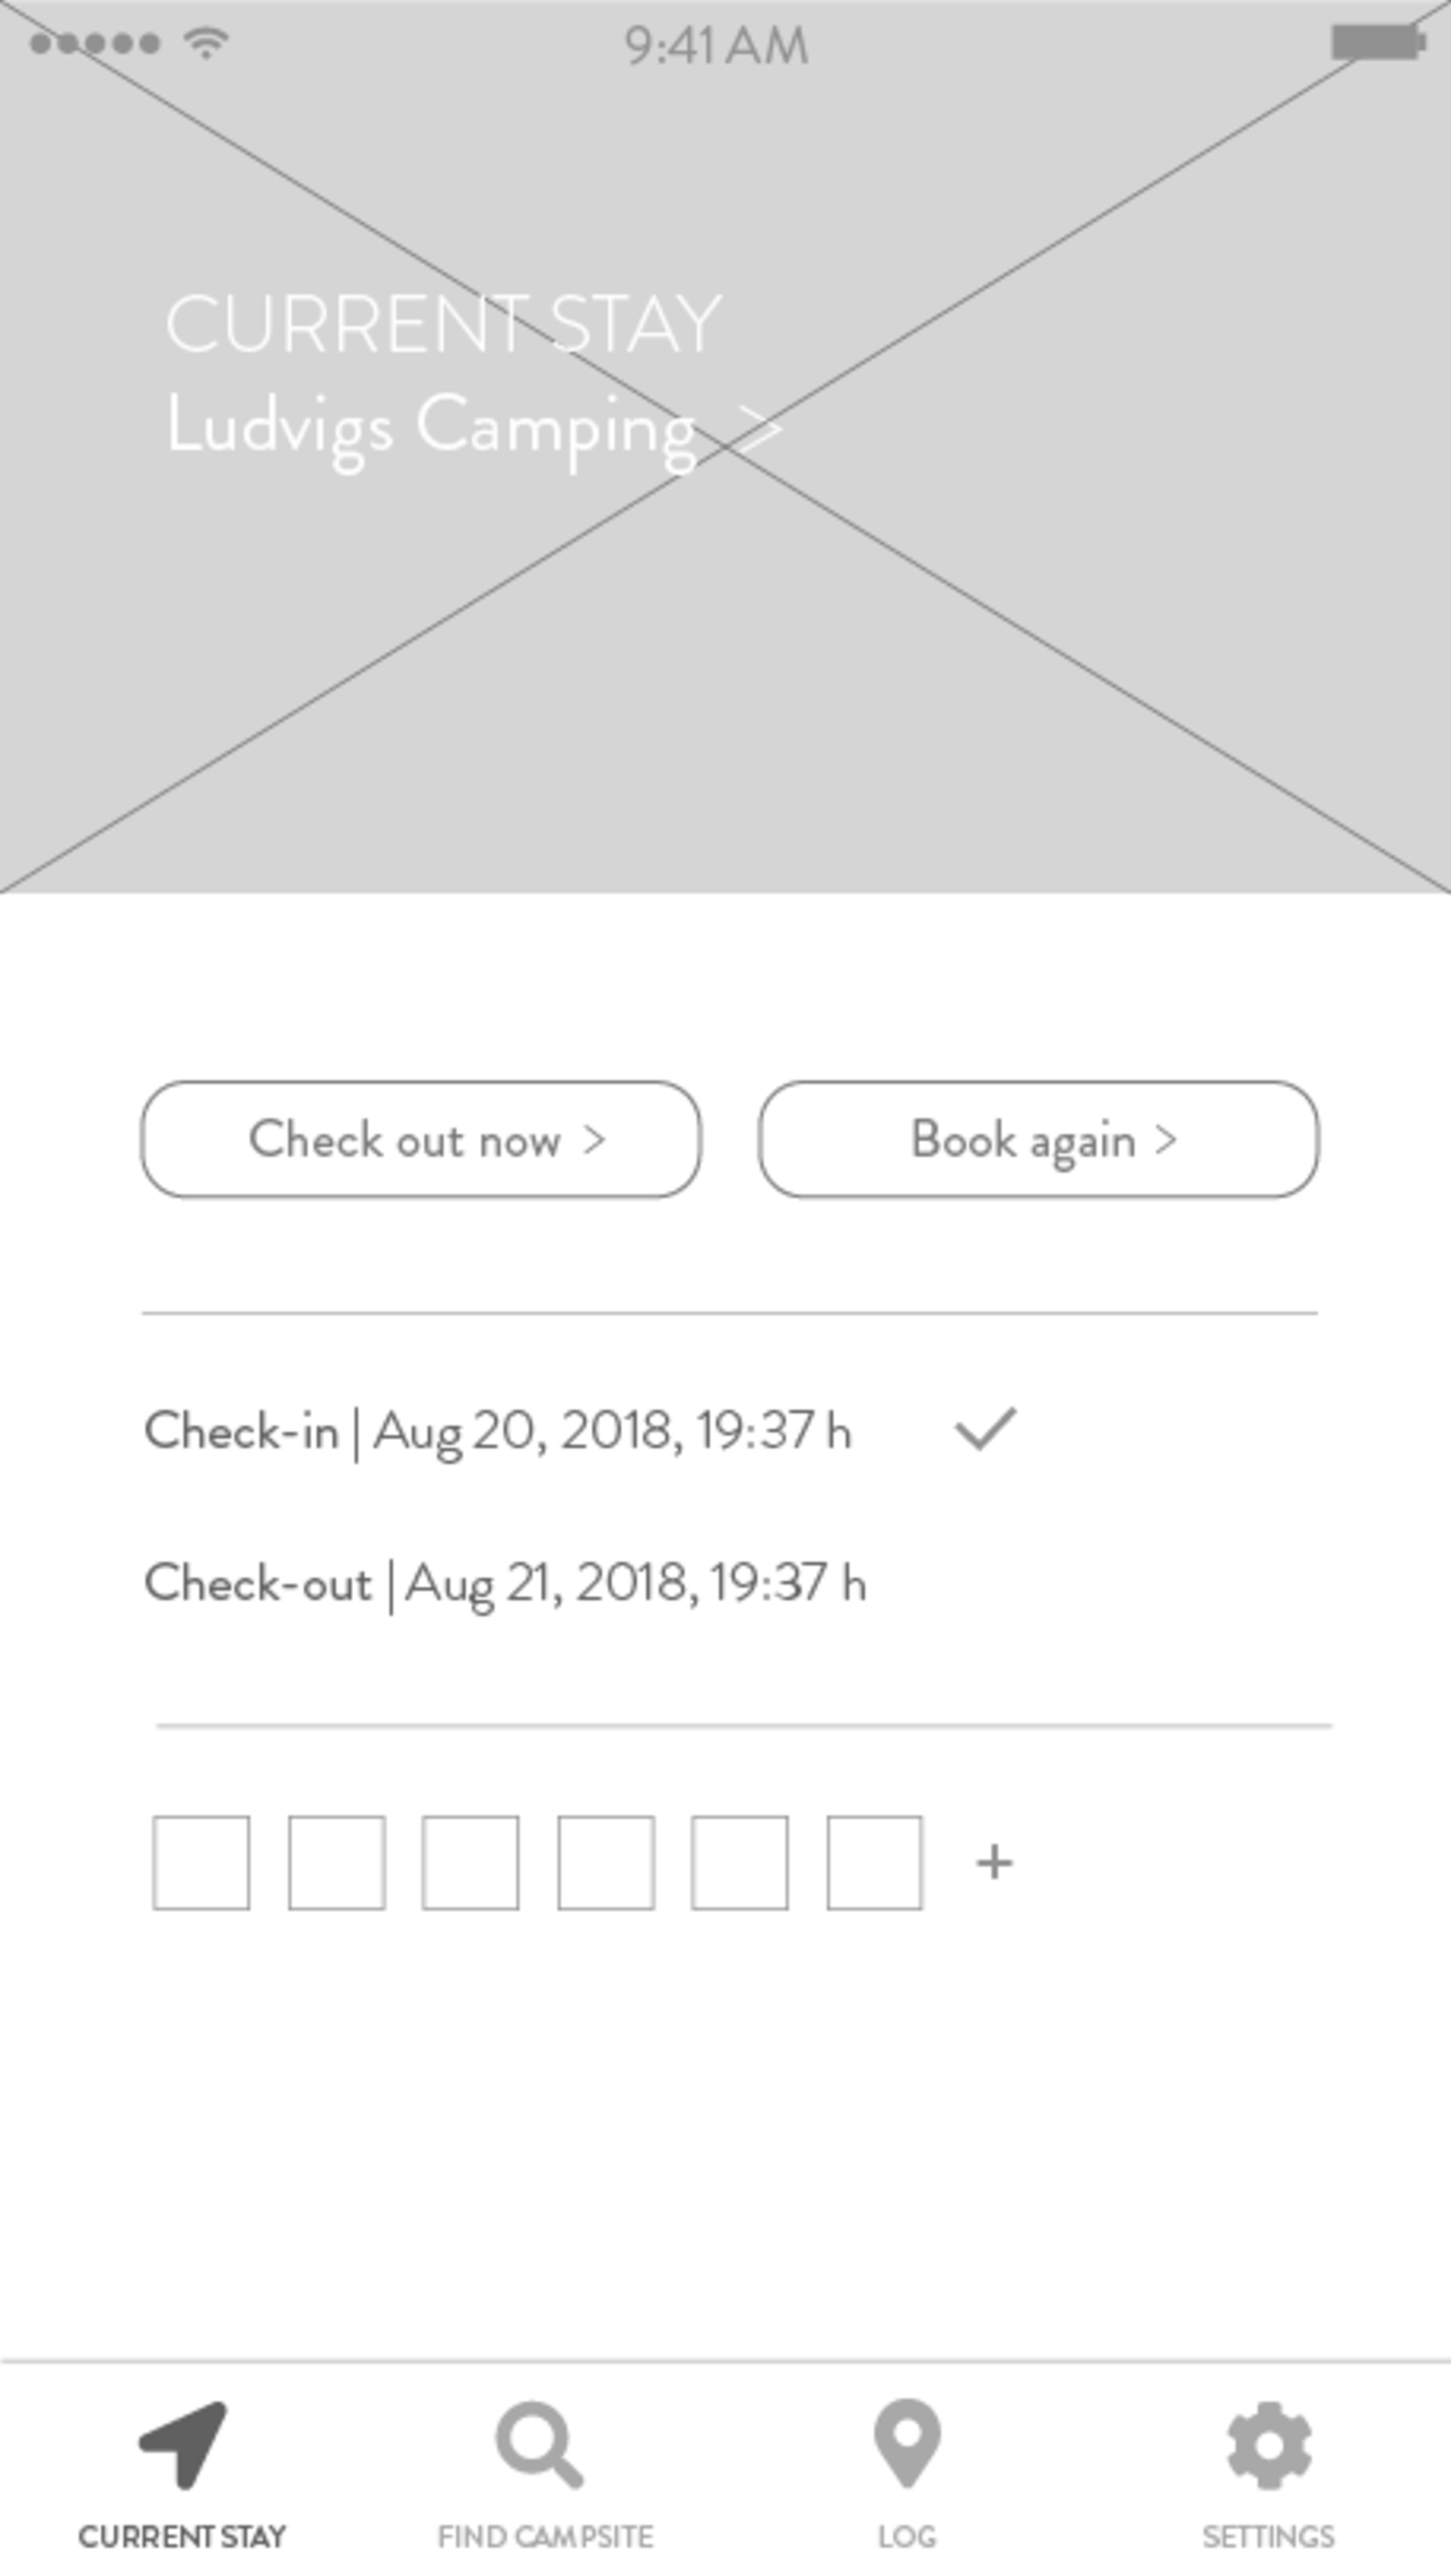 9:41 AM
CURRENT STAY
Ludvigs Camping >
Check out now >
Book again >
Check-in | Aug 20, 2018, 19:37 h
Check-out | Aug 21, 2018, 19:37 h
+
CURRENT STAY
FIND CAMPSITE
LOG
SETTINGS